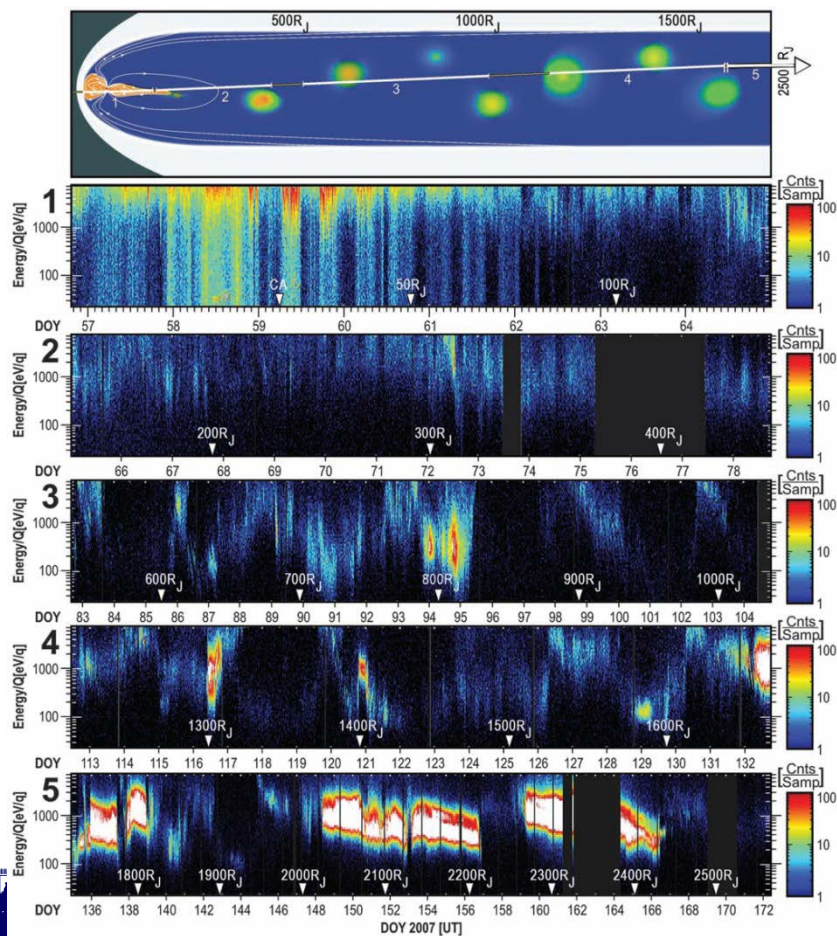 500RJ 1000RJ 1500RJ
1 2 3 4 5
2500 RJ
1
Energy/Q[eV/q]
1000
100
CA 50RJ 100RJ
DOY 57 58 59 60 61 62 63 64
[Cnts/Samp]
100
10
1
2
Energy/Q[eV/q]
1000
100
200RJ 300RJ 400RJ
DOY 66 67 68 69 70 71 72 73 74 75 76 77 78
[Cnts/Samp]
100
10
1
3
Energy/Q[eV/q]
1000
100
600RJ 700RJ 800RJ 900RJ 1000RJ
DOY 83 84 85 86 87 88 89 90 91 92 93 94 95 96 97 98 99 100 101 102 103 104
[Cnts/Samp]
100
10
1
4
Energy/Q[eV/q]
1000
100
1300RJ 1400RJ 1500RJ 1600RJ
DOY 113 114 115 116 117 118 119 120 121 122 123 124 125 126 127 128 129 130 131 132
[Cnts/Samp]
100
10
1
5
Energy/Q[eV/q]
1000
100
1800RJ 1900RJ 2000RJ 2100RJ 2200RJ 2300RJ 2400RJ 2500RJ
DOY 136 138 140 142 144 146 148 150 152 154 156 158 160 162 164 166 168 170 172
DOY 2007 [UT]
[Cnts/Samp]
100
10
1